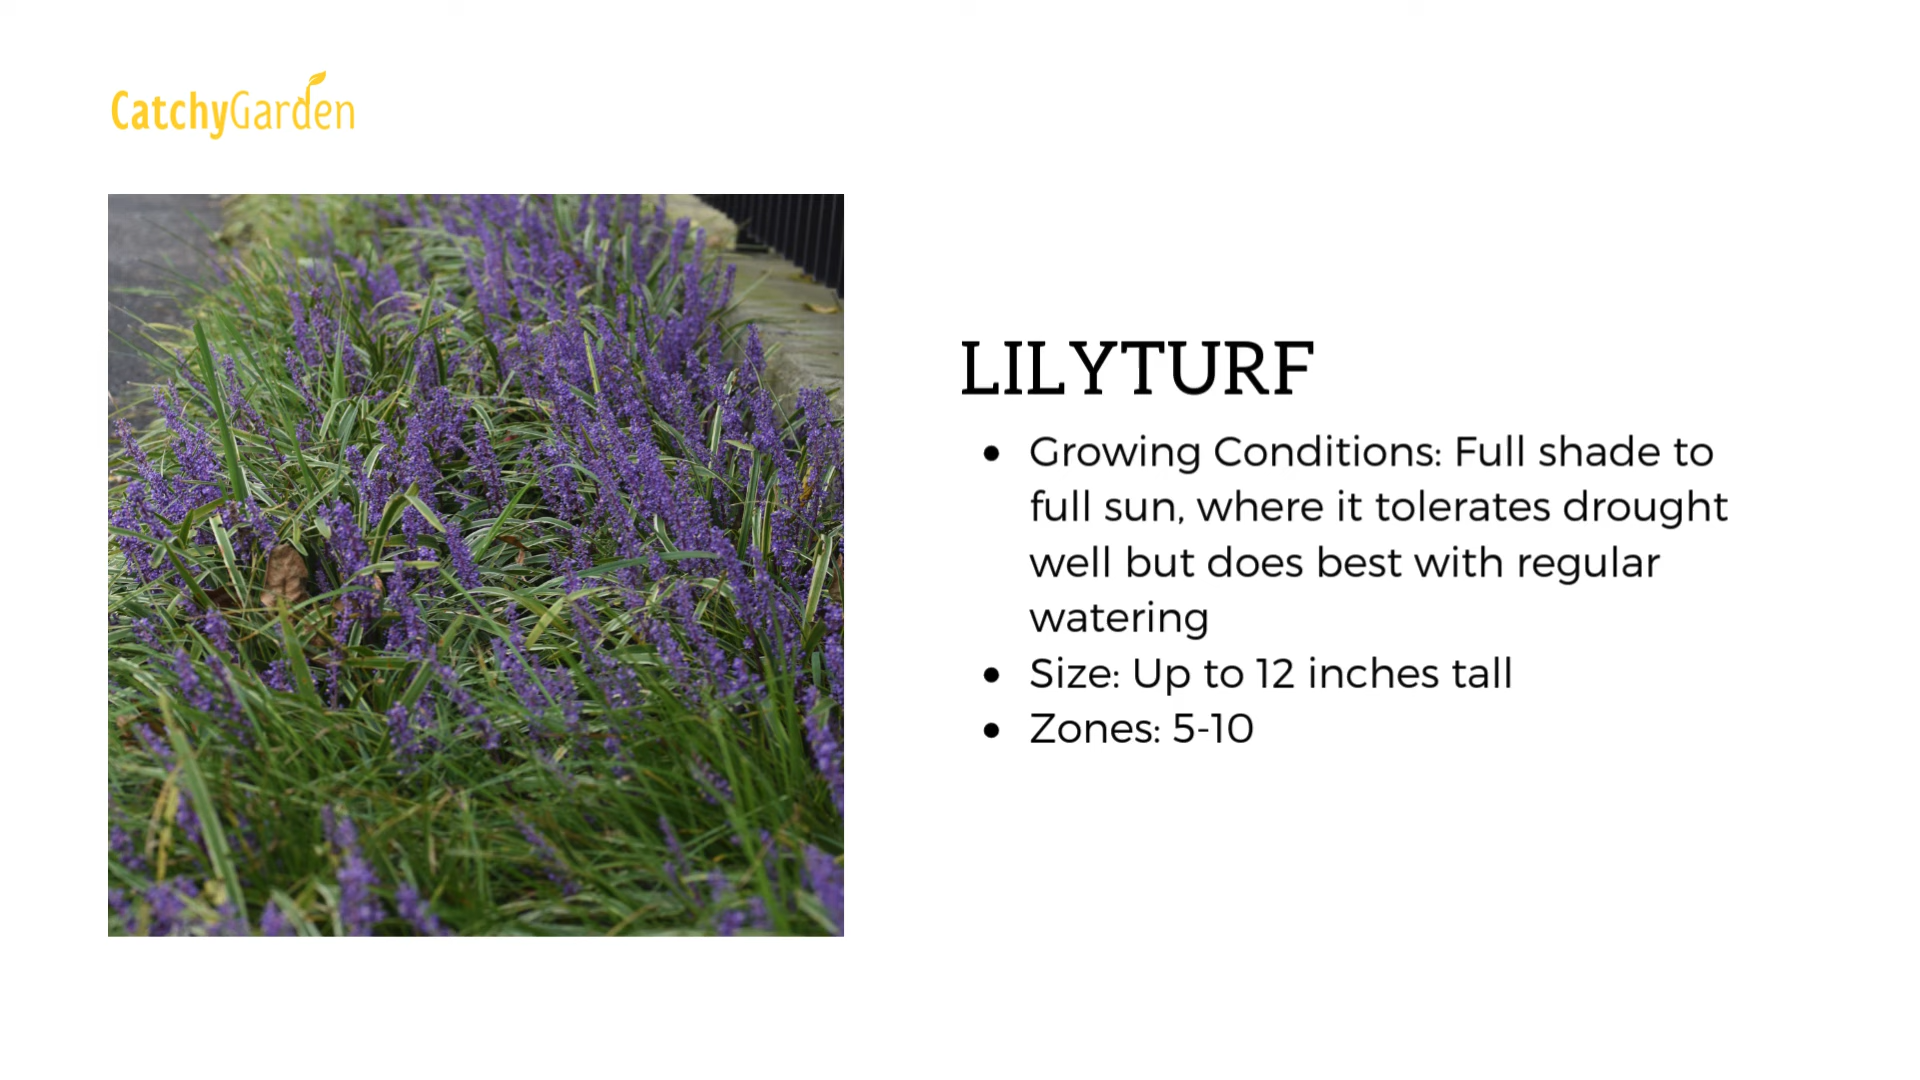 CatchyGarden
LILYTURF
• Growing Conditions: Full shade to
full sun, where it tolerates drought
well but does best with regular
watering
• Size: Up to 12 inches tall
• Zones: 5-10